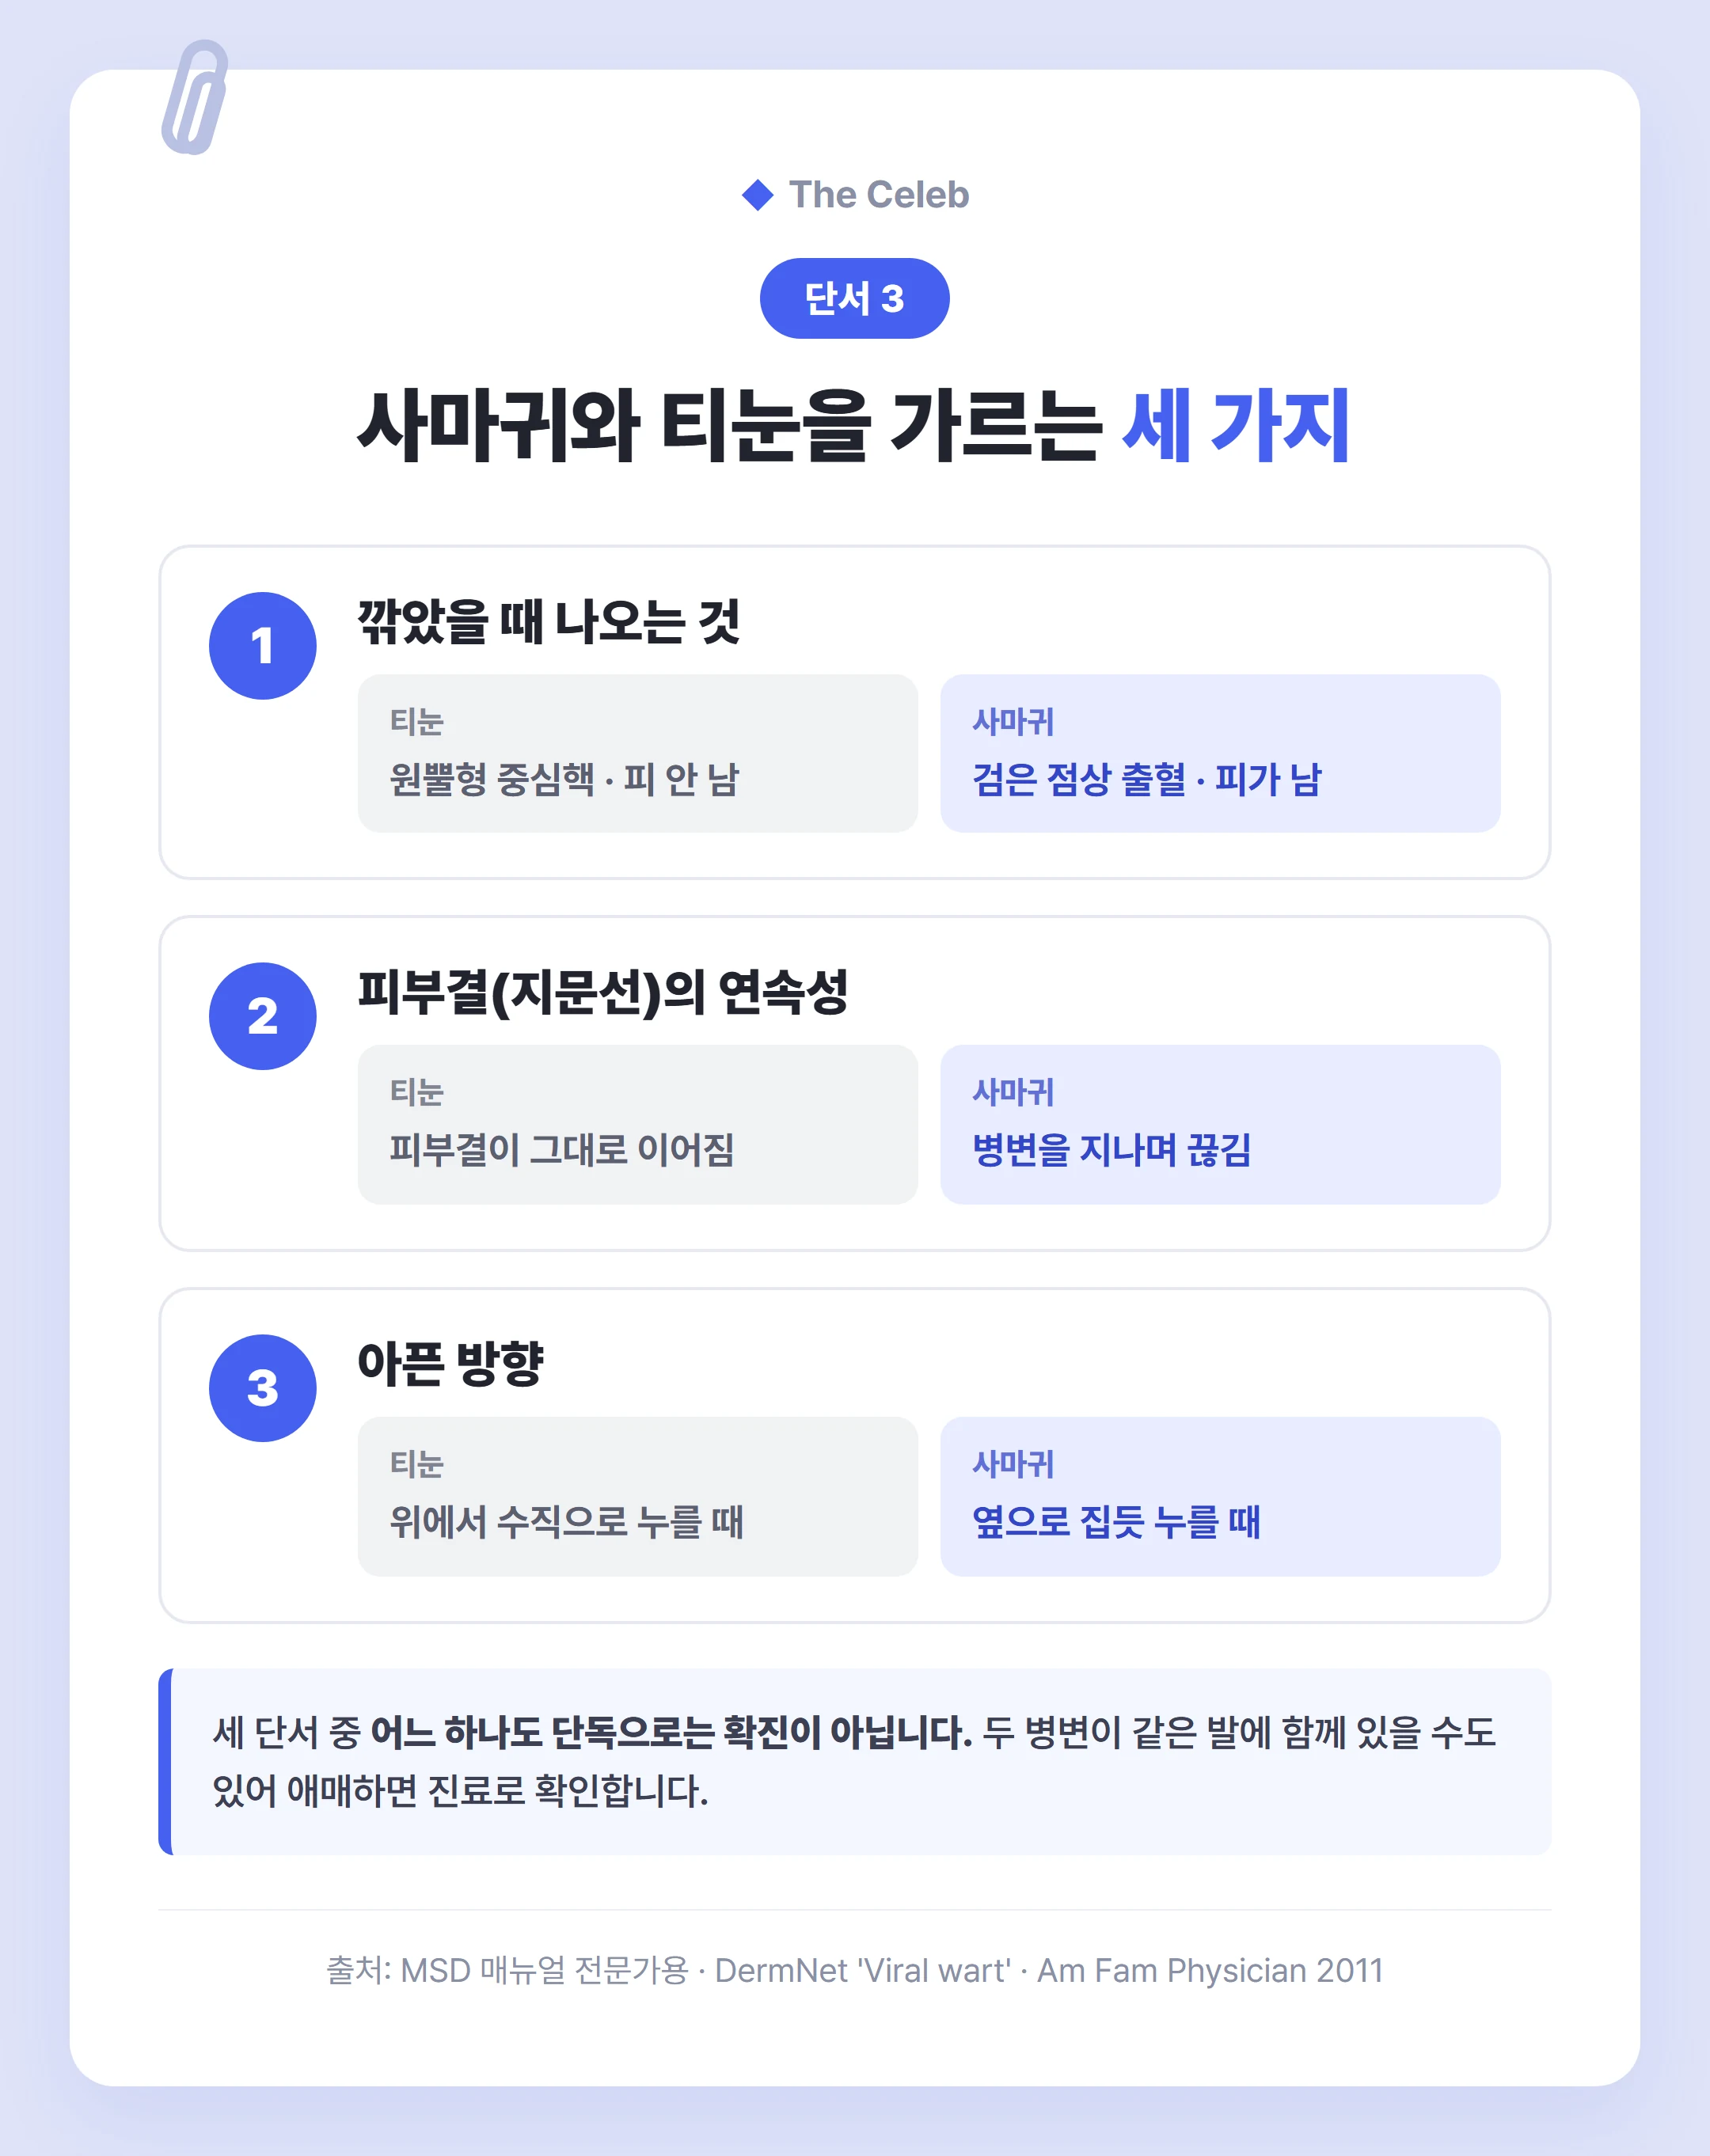 The Celeb
단서 3
사마귀와 티눈을 가르는 세 가지
1
깎았을 때 나오는 것
티눈
원뿔형 중심핵 · 피 안 남
사마귀
검은 점상 출혈 · 피가 남
2
피부결(지문선)의 연속성
티눈
피부결이 그대로 이어짐
사마귀
병변을 지나며 끊김
3
아픈 방향
티눈
위에서 수직으로 누를 때
사마귀
옆으로 집듯 누를 때
세 단서 중 어느 하나도 단독으로는 확진이 아닙니다. 두 병변이 같은 발에 함께 있을 수도
있어 애매하면 진료로 확인합니다.
출처: MSD 매뉴얼 전문가용 · DermNet 'Viral wart' · Am Fam Physician 2011